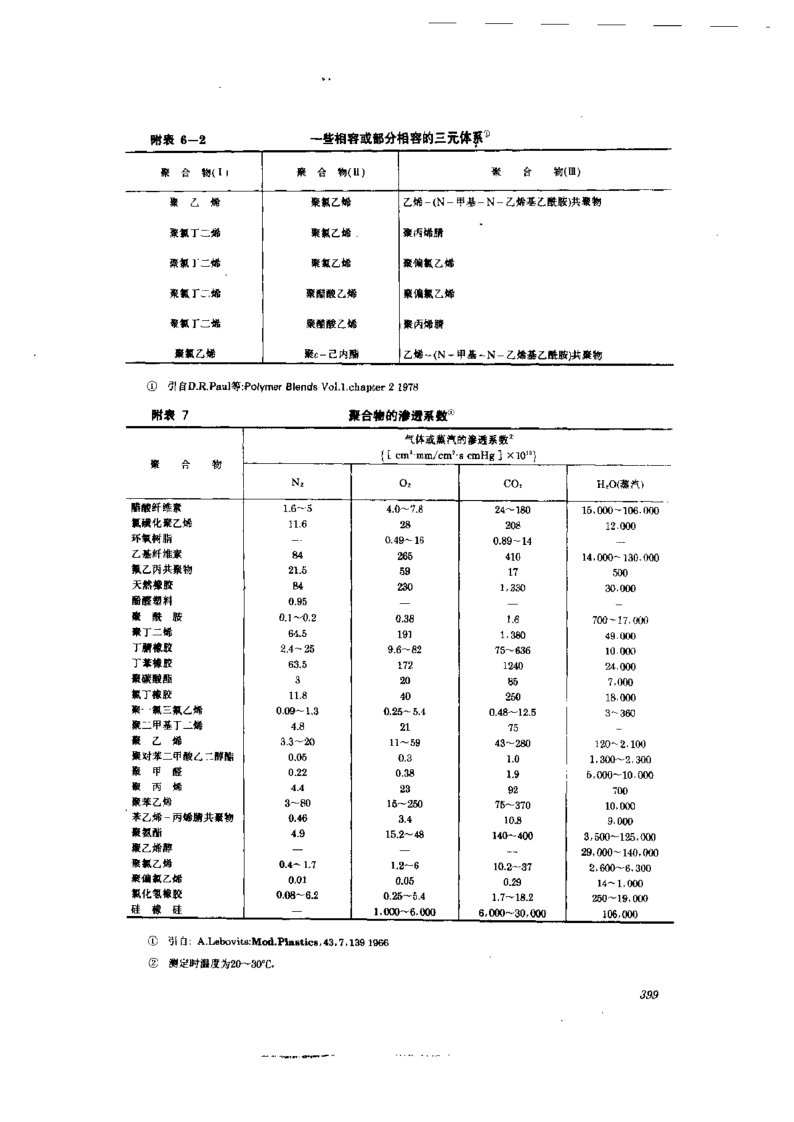 附表 6—2 一些相容或部分相容的三元体系①
聚 合 物(I) 聚 合 物(II) 聚 合 物(III)
聚 乙 烯 聚氯乙烯 乙烯-(N-甲基-N-乙烯基乙酰胺)共聚物
聚氯丁二烯 聚氯乙烯 聚丙烯腈
聚氯丁二烯 聚氯乙烯 聚偏氯乙烯
聚氯丁二烯 聚醋酸乙烯 聚偏氯乙烯
聚氯丁二烯 聚醋酸乙烯 聚丙烯腈
聚氯乙烯 聚ε-己内酯 乙烯-(N-甲基-N-乙烯基乙酰胺)共聚物
① 引自D.R.Paul等:Polymer Blends Vol.1.chapter 2 1978
附表 7 聚合物的渗透系数①
气体或蒸汽的渗透系数②
{[cm³·mm/cm²·s cmHg]×10¹⁰}
聚 合 物
N₂ O₂ CO₂ H₂O(蒸汽)
醋酸纤维素 1.6~5 4.0~7.8 24~180 15,000~106,000
氯磺化聚乙烯 11.6 28 208 12,000
环氧树脂 — 0.49~16 0.89~14 —
乙基纤维素 84 265 410 14,000~130,000
氟乙丙共聚物 21.5 59 17 500
天然橡胶 84 230 1,330 30,000
酚醛塑料 0.95 — — —
聚 酰 胺 0.1~0.2 0.38 1.6 700~17,000
聚丁二烯 64.5 191 1,380 49,000
丁腈橡胶 2.4~25 9.6~82 75~636 10,000
丁苯橡胶 63.5 172 1240 24,000
聚碳酸酯 3 20 85 7,000
氯丁橡胶 11.8 40 250 18,000
聚一氯三氟乙烯 0.09~1.3 0.25~5.4 0.48~12.5 3~360
聚二甲基丁二烯 4.8 21 75 —
聚 乙 烯 3.3~20 11~59 43~280 120~2,100
聚对苯二甲酸乙二醇酯 0.05 0.3 1.0 1,300~2,300
聚 甲 醛 0.22 0.38 1.9 5,000~10,000
聚 丙 烯 4.4 23 92 700
聚苯乙烯 3~80 15~250 75~370 10,000
苯乙烯-丙烯腈共聚物 0.46 3.4 10.8 9,000
聚氨酯 4.9 15.2~48 140~400 3,500~125,000
聚乙烯醇 — — — 29,000~140,000
聚氯乙烯 0.4~1.7 1.2~6 10.2~37 2,600~6,300
聚偏氯乙烯 0.01 0.05 0.29 14~1,000
氯化氢橡胶 0.08~6.2 0.25~5.4 1.7~18.2 250~19,000
硅 橡 硅 — 1,000~6,000 6,000~30,000 106,000
① 引自: A.Lebovits:Mod.Plastics,43,7,139 1966
② 测定时温度为20~30℃.
399